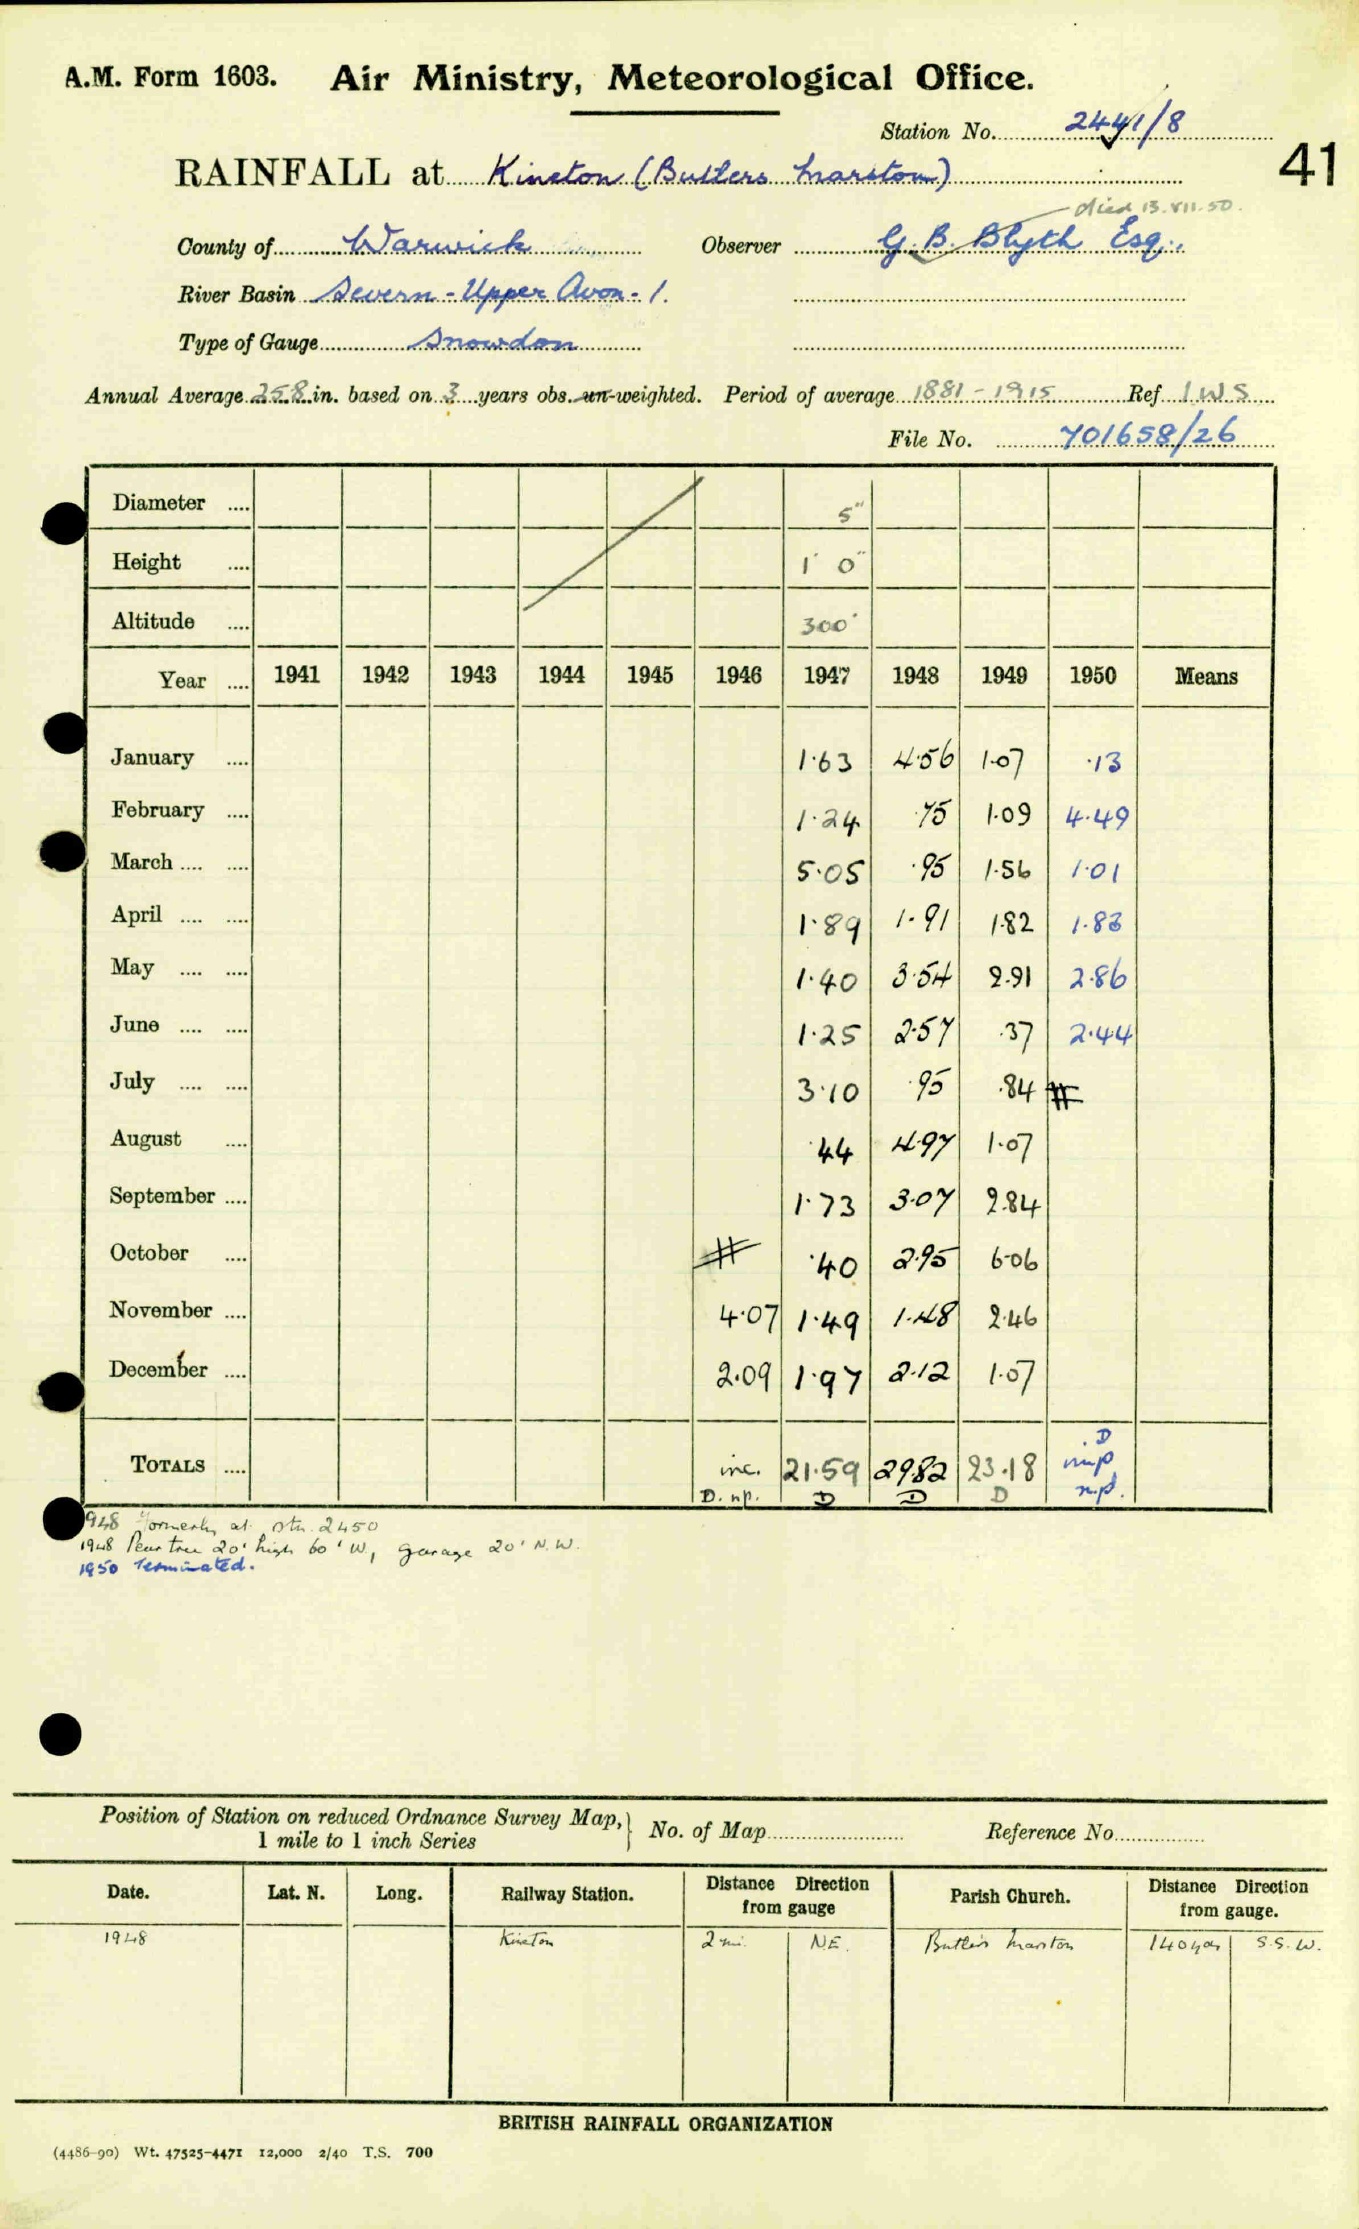 A.M. Form 1603. Air Ministry, Meteorological Office.
Station No. 2441/8
41
RAINFALL at Kineton (Butlers Marston)
died 13.VII.50.
County of Warwick Observer G. B. Blyth Esq.,
River Basin Severn - Upper Avon - 1.
Type of Gauge Snowdon
Annual Average 25.8 in. based on 3 years obs. un-weighted. Period of average 1881 - 1915 Ref I W S
File No. 701658/26
Diameter .... 5"
Height .... 1' 0"
Altitude .... 300'
Year .... 1941 1942 1943 1944 1945 1946 1947 1948 1949 1950 Means
January .... 1.63 4.56 1.07 .13
February .... 1.24 .75 1.09 4.49
March .... .... 5.05 .95 1.56 1.01
April .... .... 1.89 1.91 1.82 1.83
May .... .... 1.40 3.54 2.91 2.86
June .... .... 1.25 2.57 .37 2.44
July .... .... 3.10 .95 .84 #
August .... .44 4.97 1.07
September .... 1.73 3.07 2.84
October .... # .40 2.95 6.06
November .... 4.07 1.49 1.48 2.46
December .... 2.09 1.97 2.12 1.07
TOTALS .... inc. 21.59 29.82 23.18 imp
D. np. D D D D n.p.
1948 Formerly at Stn. 2450
1948 Pear tree 20' high 60' W, garage 20' N.W.
1950 Terminated.
Position of Station on reduced Ordnance Survey Map, } No. of Map Reference No.
1 mile to 1 inch Series
Date. Lat. N. Long. Railway Station. Distance Direction from gauge Parish Church. Distance Direction from gauge.
1948 Kineton 2 mi. N.E. Butlers Marston 140 yds S.S.W.
BRITISH RAINFALL ORGANIZATION
(4486-90) Wt. 47525-4471 12,000 2/40 T.S. 700